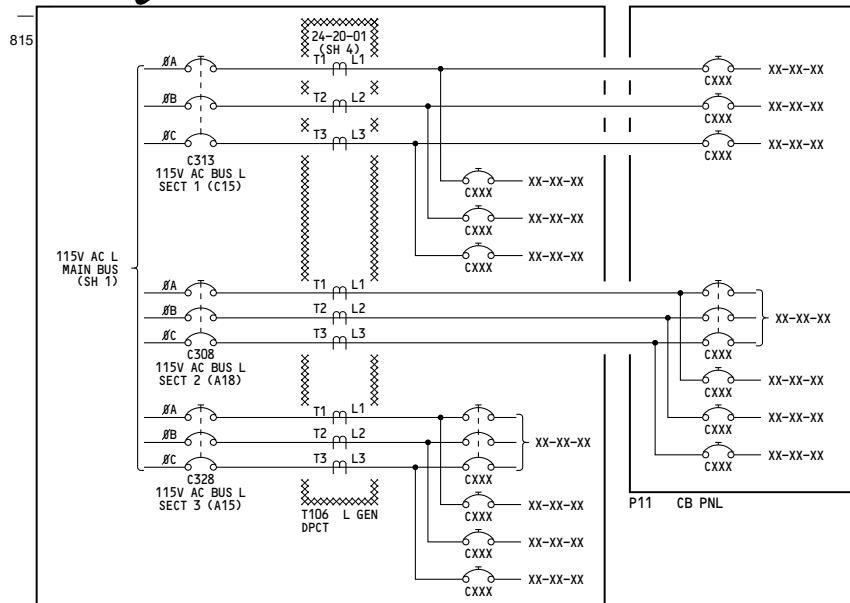 815
24-20-01
(SH 4)
ØA T1 L1 CXXX XX-XX-XX
ØB T2 L2 CXXX XX-XX-XX
ØC T3 L3 CXXX XX-XX-XX
C313
115V AC BUS L
SECT 1 (C15)
CXXX XX-XX-XX
CXXX XX-XX-XX
CXXX XX-XX-XX
115V AC L
MAIN BUS
(SH 1)
ØA T1 L1
ØB T2 L2 XX-XX-XX
ØC T3 L3 CXXX
C308
115V AC BUS L
SECT 2 (A18)
CXXX XX-XX-XX
CXXX XX-XX-XX
CXXX XX-XX-XX
ØA T1 L1
ØB T2 L2 XX-XX-XX
ØC T3 L3 CXXX
C328
115V AC BUS L
SECT 3 (A15)
CXXX XX-XX-XX
CXXX XX-XX-XX
CXXX XX-XX-XX
T106 L GEN
DPCT
P11 CB PNL